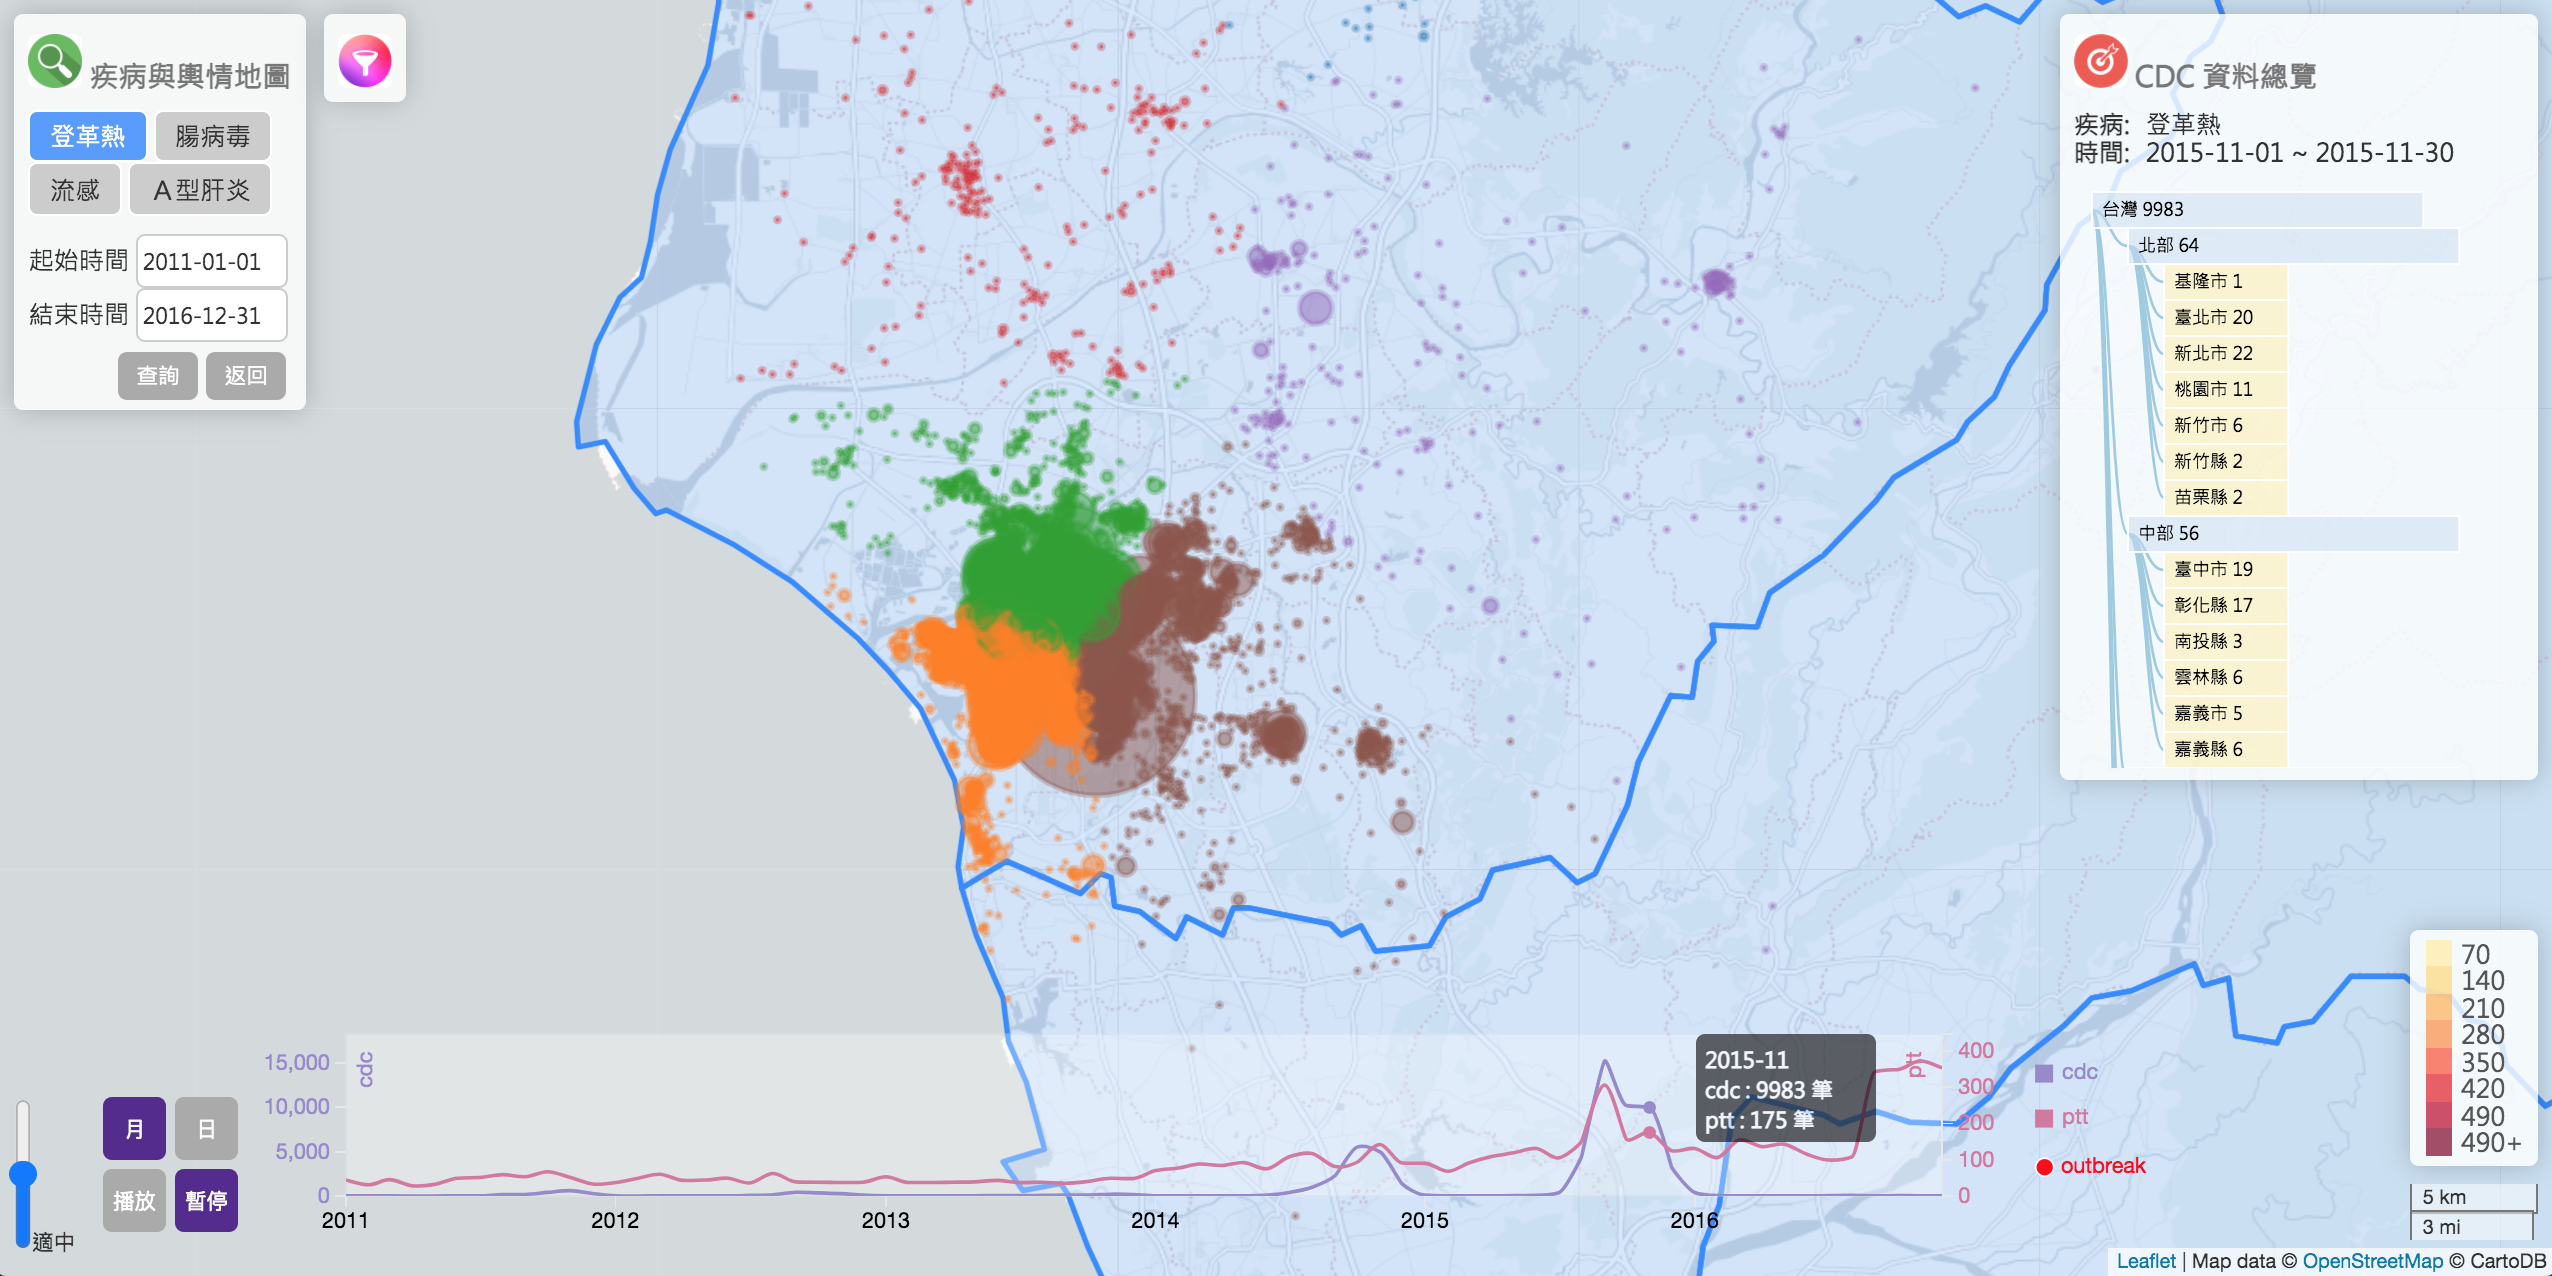 疾病與輿情地圖
登革熱
腸病毒
流感
A型肝炎
起始時間 2011-01-01
結束時間 2016-12-31
查詢
返回
CDC 資料總覽
疾病: 登革熱
時間: 2015-11-01 ~ 2015-11-30
台灣 9983
北部 64
基隆市 1
臺北市 20
新北市 22
桃園市 11
新竹市 6
新竹縣 2
苗栗縣 2
中部 56
臺中市 19
彰化縣 17
南投縣 3
雲林縣 6
嘉義市 5
嘉義縣 6
70
140
210
280
350
420
490
490+
適中
月
日
播放
暫停
cdc
15,000
10,000
5,000
0
2011
2012
2013
2014
2015
2016
2015-11
cdc : 9983 筆
ptt : 175 筆
ptt
400
300
200
100
0
cdc
ptt
outbreak
5 km
3 mi
Leaflet | Map data © OpenStreetMap © CartoDB